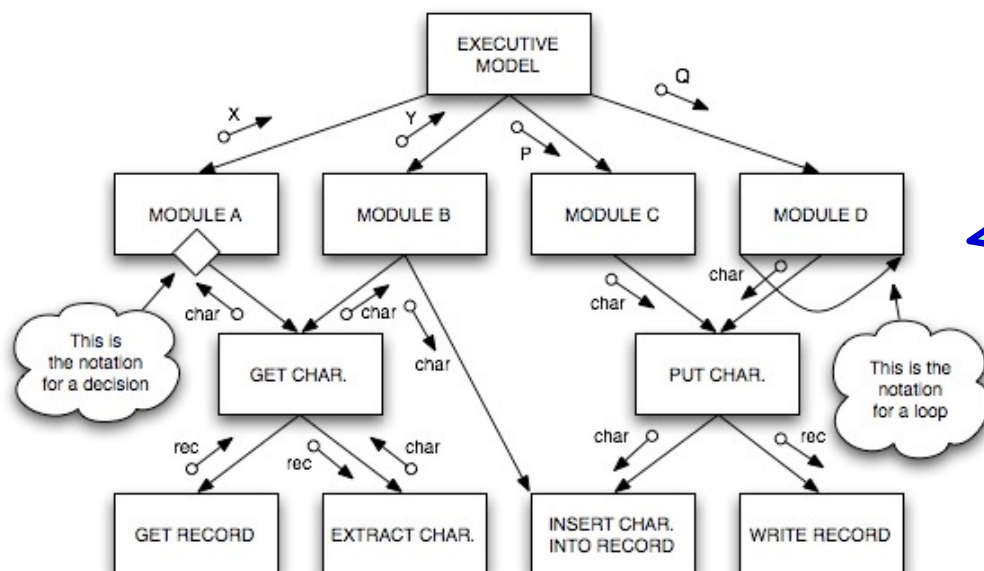 EXECUTIVE
MODEL
X
Y
P
Q
MODULE A
MODULE B
MODULE C
MODULE D
char
char
char
char
char
This is
the notation
for a decision
GET CHAR.
PUT CHAR.
This is the
notation
for a loop
rec
rec
char
char
rec
GET RECORD
EXTRACT CHAR.
INSERT CHAR.
INTO RECORD
WRITE RECORD